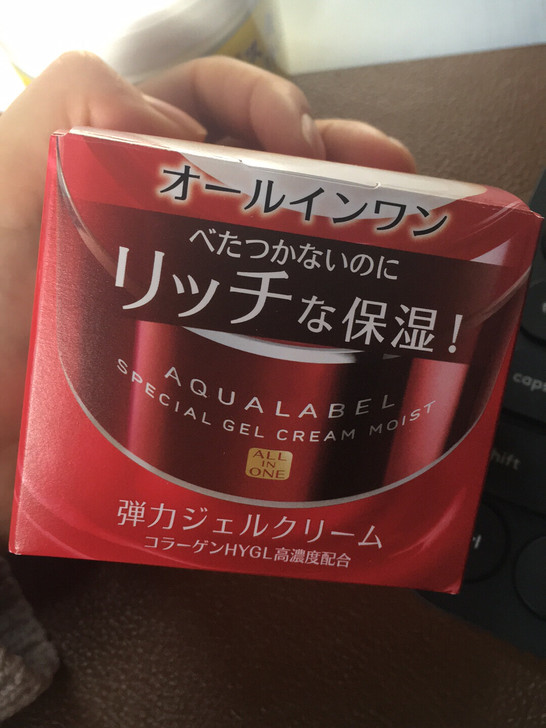 オールインワン
べたつかないのに
リッチな保湿!
AQUALABEL
SPECIAL GEL CREAM MOIST
ALL
IN
ONE
弾力ジェルクリーム
コラーゲンHYGL高濃度配合
caps
shift